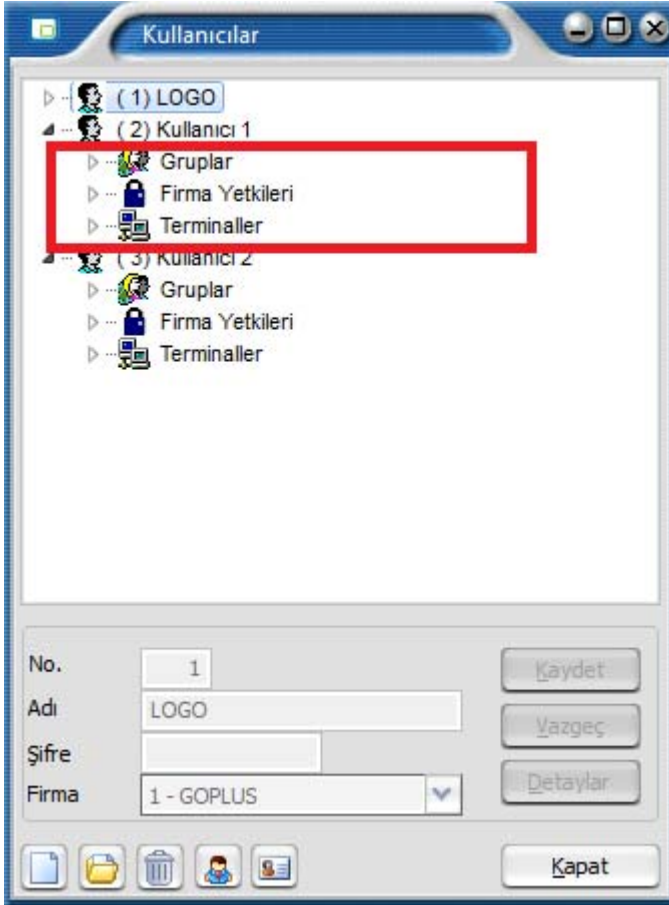 Kullanıcılar
( 1) LOGO
( 2) Kullanıcı 1
Gruplar
Firma Yetkileri
Terminaller
( 3) Kullanıcı 2
Gruplar
Firma Yetkileri
Terminaller
No. 1 Kaydet
Adı LOGO Vazgeç
Şifre
Firma 1 - GOPLUS Detaylar
Kapat